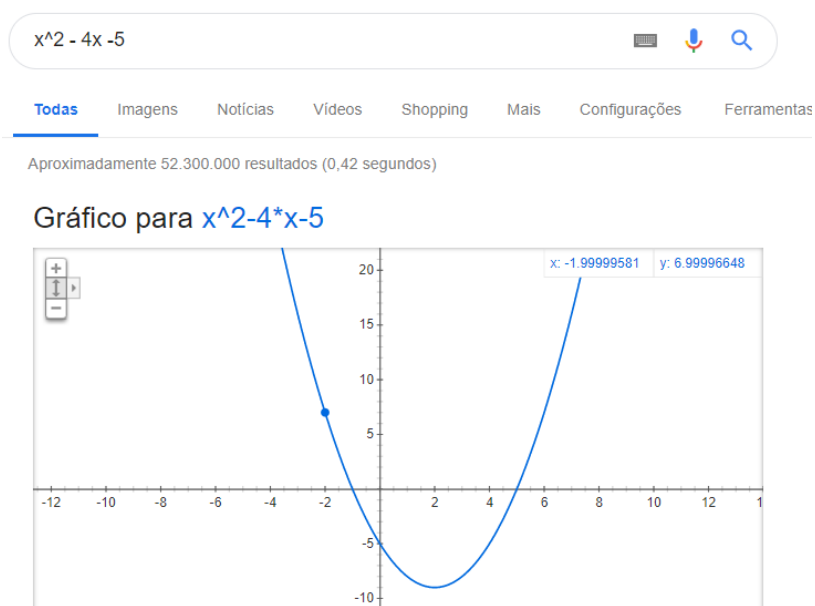 x^2 - 4x -5
Todas Imagens Notícias Vídeos Shopping Mais Configurações Ferramentas
Aproximadamente 52.300.000 resultados (0,42 segundos)
Gráfico para x^2-4*x-5
x: -1.99999581 y: 6.99996648
20
15
10
5
-12 -10 -8 -6 -4 -2 2 4 6 8 10 12 1
-5
-10